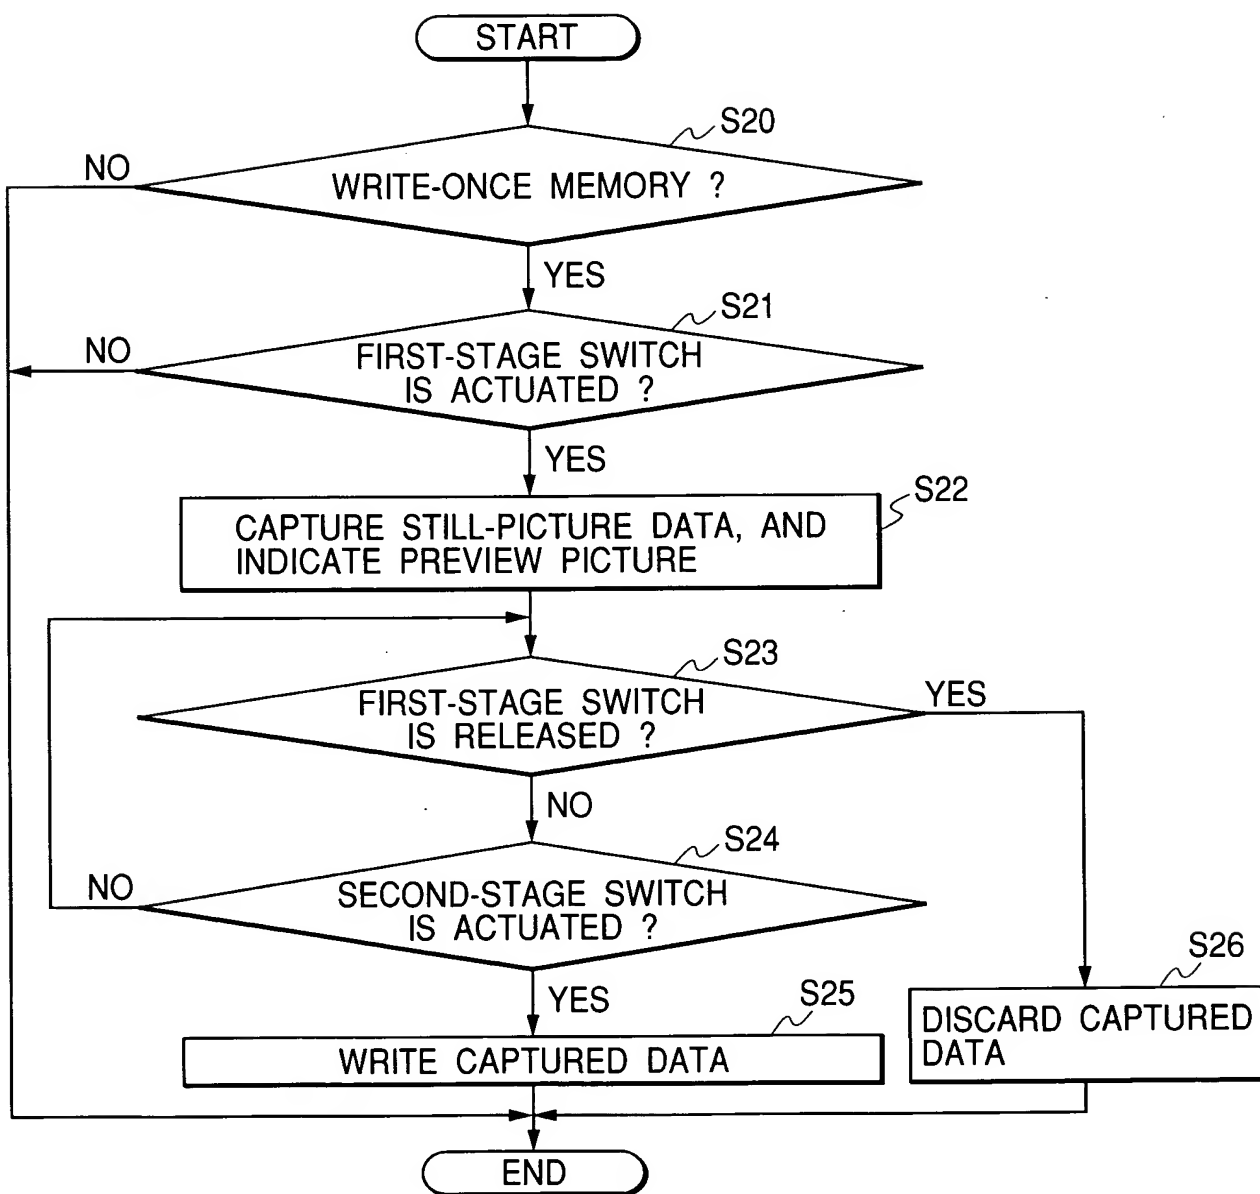 START
S20
NO
WRITE-ONCE MEMORY ?
YES
S21
NO
FIRST-STAGE SWITCH
IS ACTUATED ?
YES
S22
CAPTURE STILL-PICTURE DATA, AND
INDICATE PREVIEW PICTURE
S23
FIRST-STAGE SWITCH
IS RELEASED ?
YES
NO
S24
NO
SECOND-STAGE SWITCH
IS ACTUATED ?
YES
S25
WRITE CAPTURED DATA
S26
DISCARD CAPTURED
DATA
END